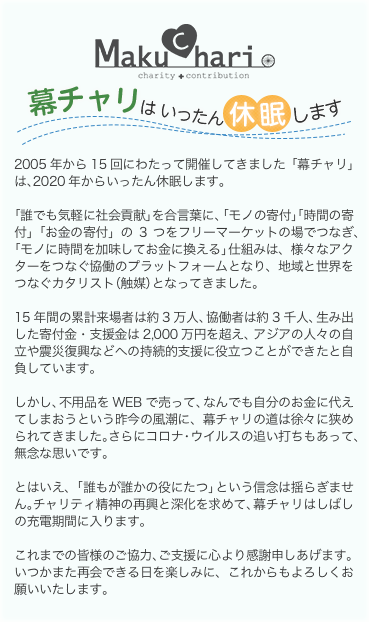 Maku Chari
charity + contribution
幕チャリはいったん休眠します
2005年から15回にわたって開催してきました「幕チャリ」
は、2020年からいったん休眠します。
「誰でも気軽に社会貢献」を合言葉に、「モノの寄付」「時間の寄
付」「お金の寄付」の3つをフリーマーケットの場でつなぎ、
「モノに時間を加味してお金に換える」仕組みは、様々なアク
ターをつなぐ協働のプラットフォームとなり、地域と世界を
つなぐカタリスト（触媒）となってきました。
15年間の累計来場者は約3万人、協働者は約3千人、生み出
した寄付金・支援金は2,000万円を超え、アジアの人々の自
立や震災復興などへの持続的支援に役立つことができたと自
負しています。
しかし、不用品をWEBで売って、なんでも自分のお金に代え
てしまおうという昨今の風潮に、幕チャリの道は徐々に狭め
られてきました。さらにコロナ・ウイルスの追い打ちもあって、
無念な思いです。
とはいえ、「誰もが誰かの役にたつ」という信念は揺らぎませ
ん。チャリティ精神の再興と深化を求めて、幕チャリはしばし
の充電期間に入ります。
これまでの皆様のご協力、ご支援に心より感謝申しあげます。
いつかまた再会できる日を楽しみに、これからもよろしくお
願いいたします。